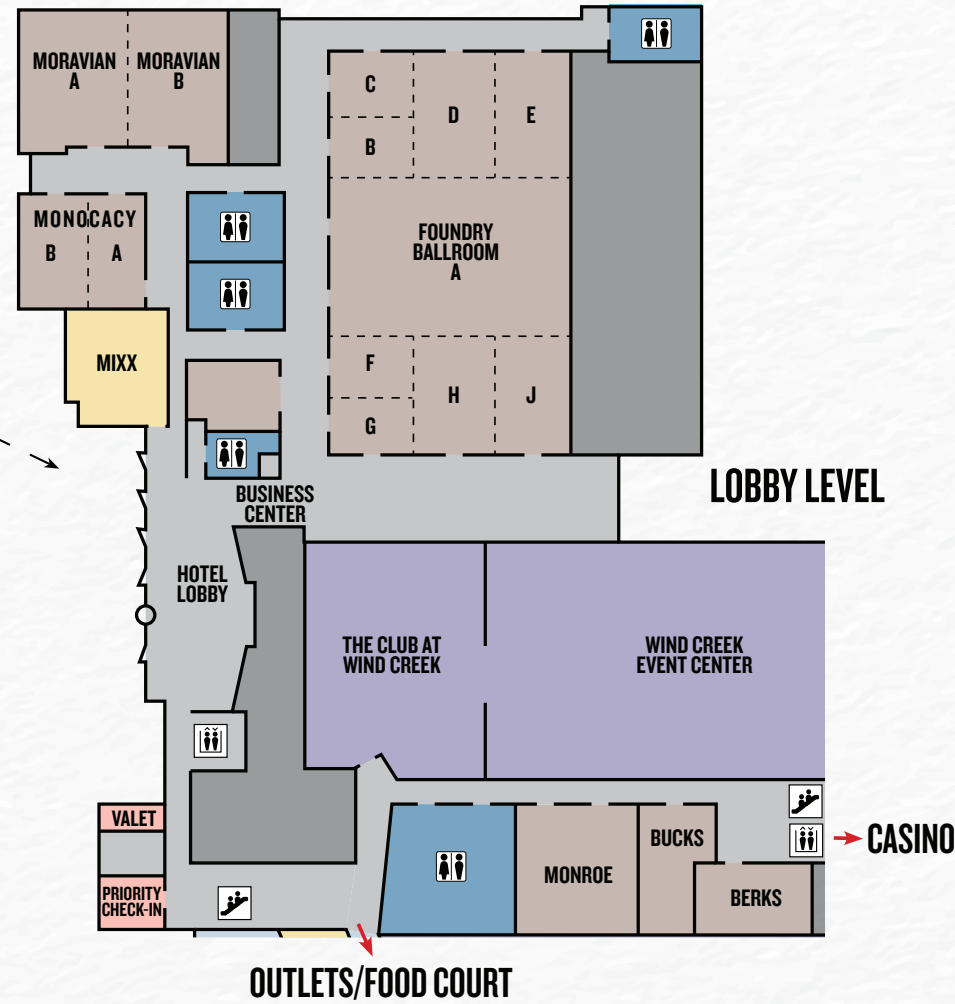 MORAVIAN
A
MORAVIAN
B
C
D
E
B
MONOCACY
B
A
FOUNDRY
BALLROOM
A
MIXX
F
G
H
J
BUSINESS
CENTER
LOBBY LEVEL
HOTEL
LOBBY
THE CLUB AT
WIND CREEK
WIND CREEK
EVENT CENTER
VALET
PRIORITY
CHECK-IN
MONROE
BUCKS
BERKS
CASINO
OUTLETS/FOOD COURT